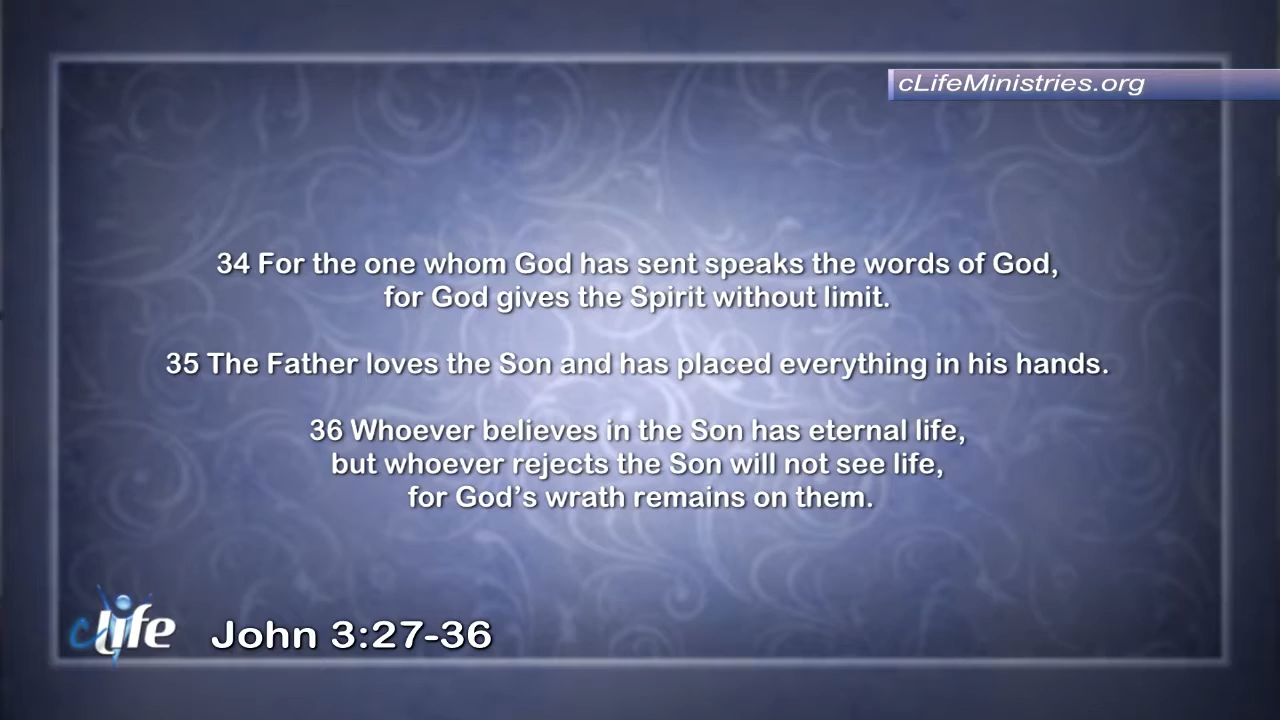 cLifeMinistries.org
34 For the one whom God has sent speaks the words of God,
for God gives the Spirit without limit.
35 The Father loves the Son and has placed everything in his hands.
36 Whoever believes in the Son has eternal life,
but whoever rejects the Son will not see life,
for God’s wrath remains on them.
cLife
John 3:27-36